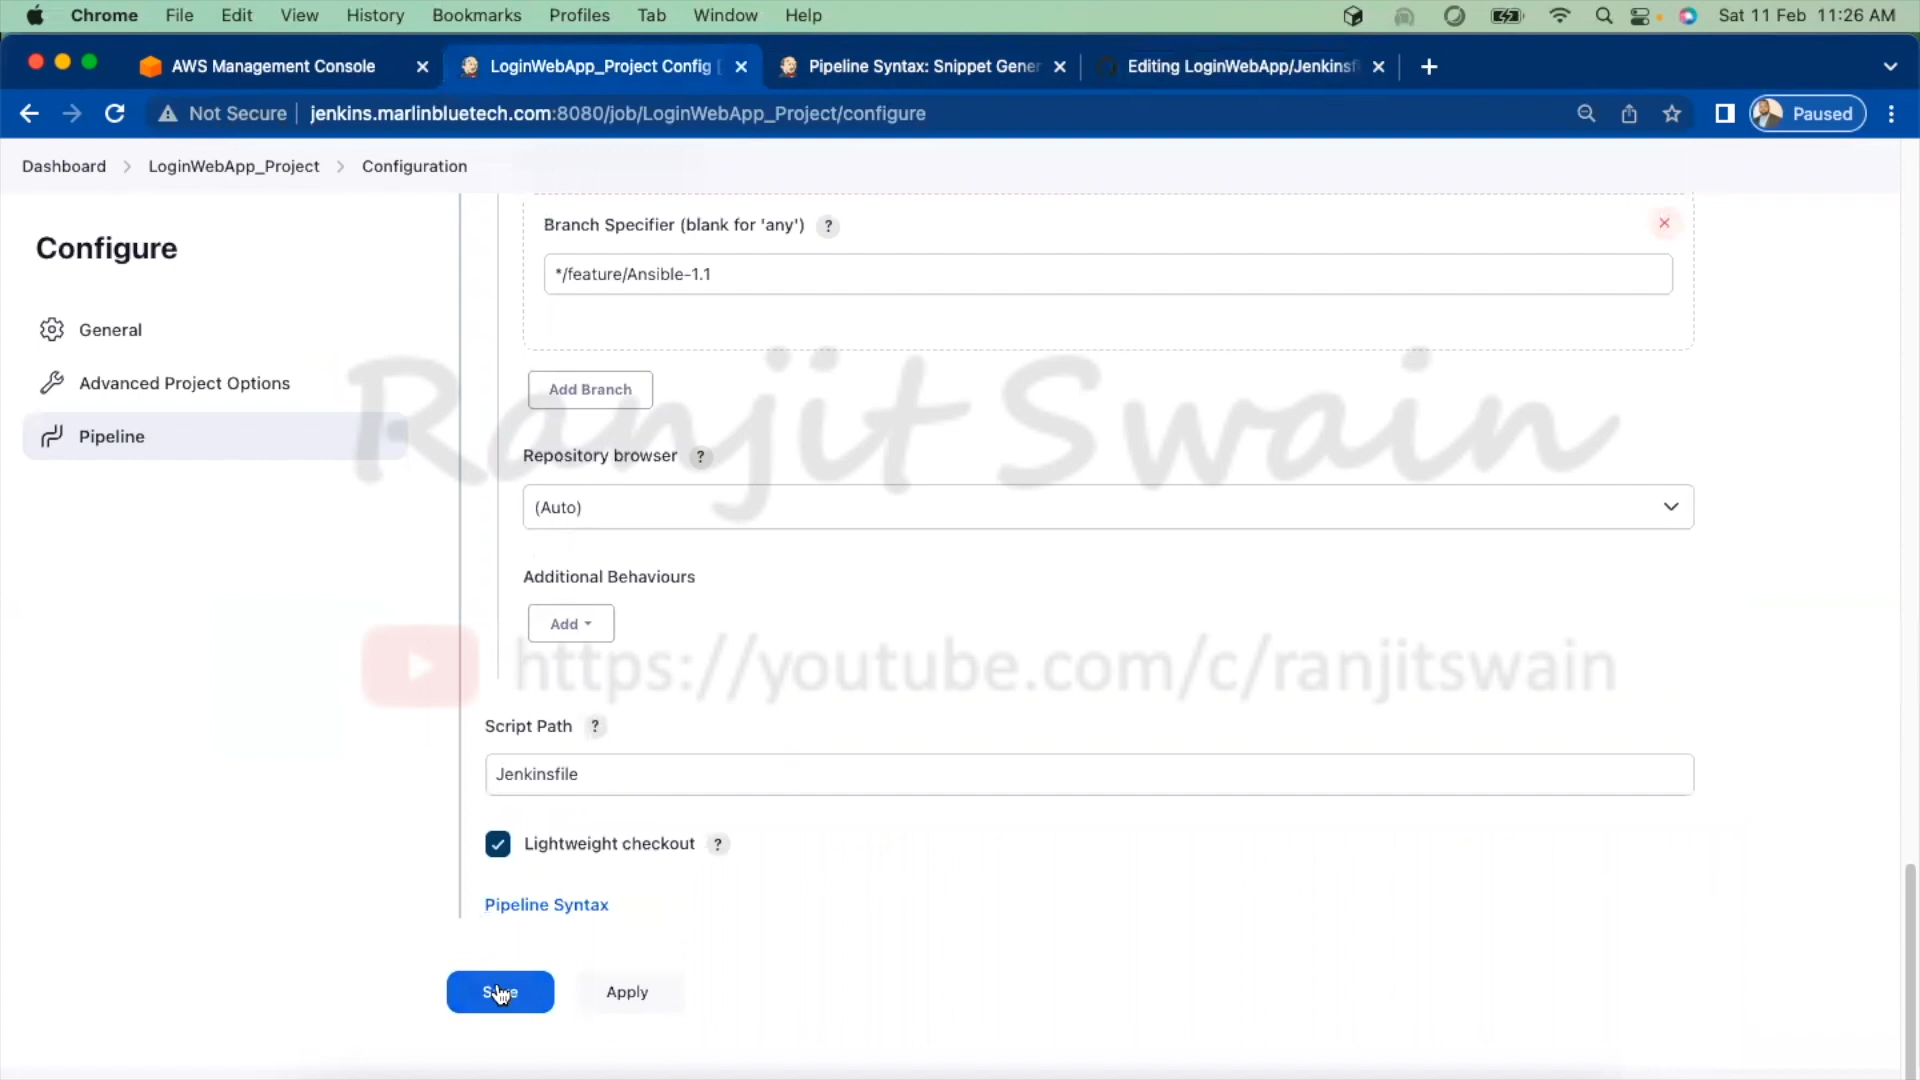 Chrome File Edit View History Bookmarks Profiles Tab Window Help Sat 11 Feb 11:26 AM
AWS Management Console LoginWebApp_Project Config [ Pipeline Syntax: Snippet Gener Editing LoginWebApp/Jenkinsf
Not Secure jenkins.marlinbluetech.com:8080/job/LoginWebApp_Project/configure Paused
Dashboard LoginWebApp_Project Configuration
Configure
General
Advanced Project Options
Pipeline
Branch Specifier (blank for 'any') ?
*/feature/Ansible-1.1
Add Branch
Ranjit Swain
Repository browser ?
(Auto)
Additional Behaviours
Add
https://youtube.com/c/ranjitswain
Script Path ?
Jenkinsfile
Lightweight checkout ?
Pipeline Syntax
Save Apply